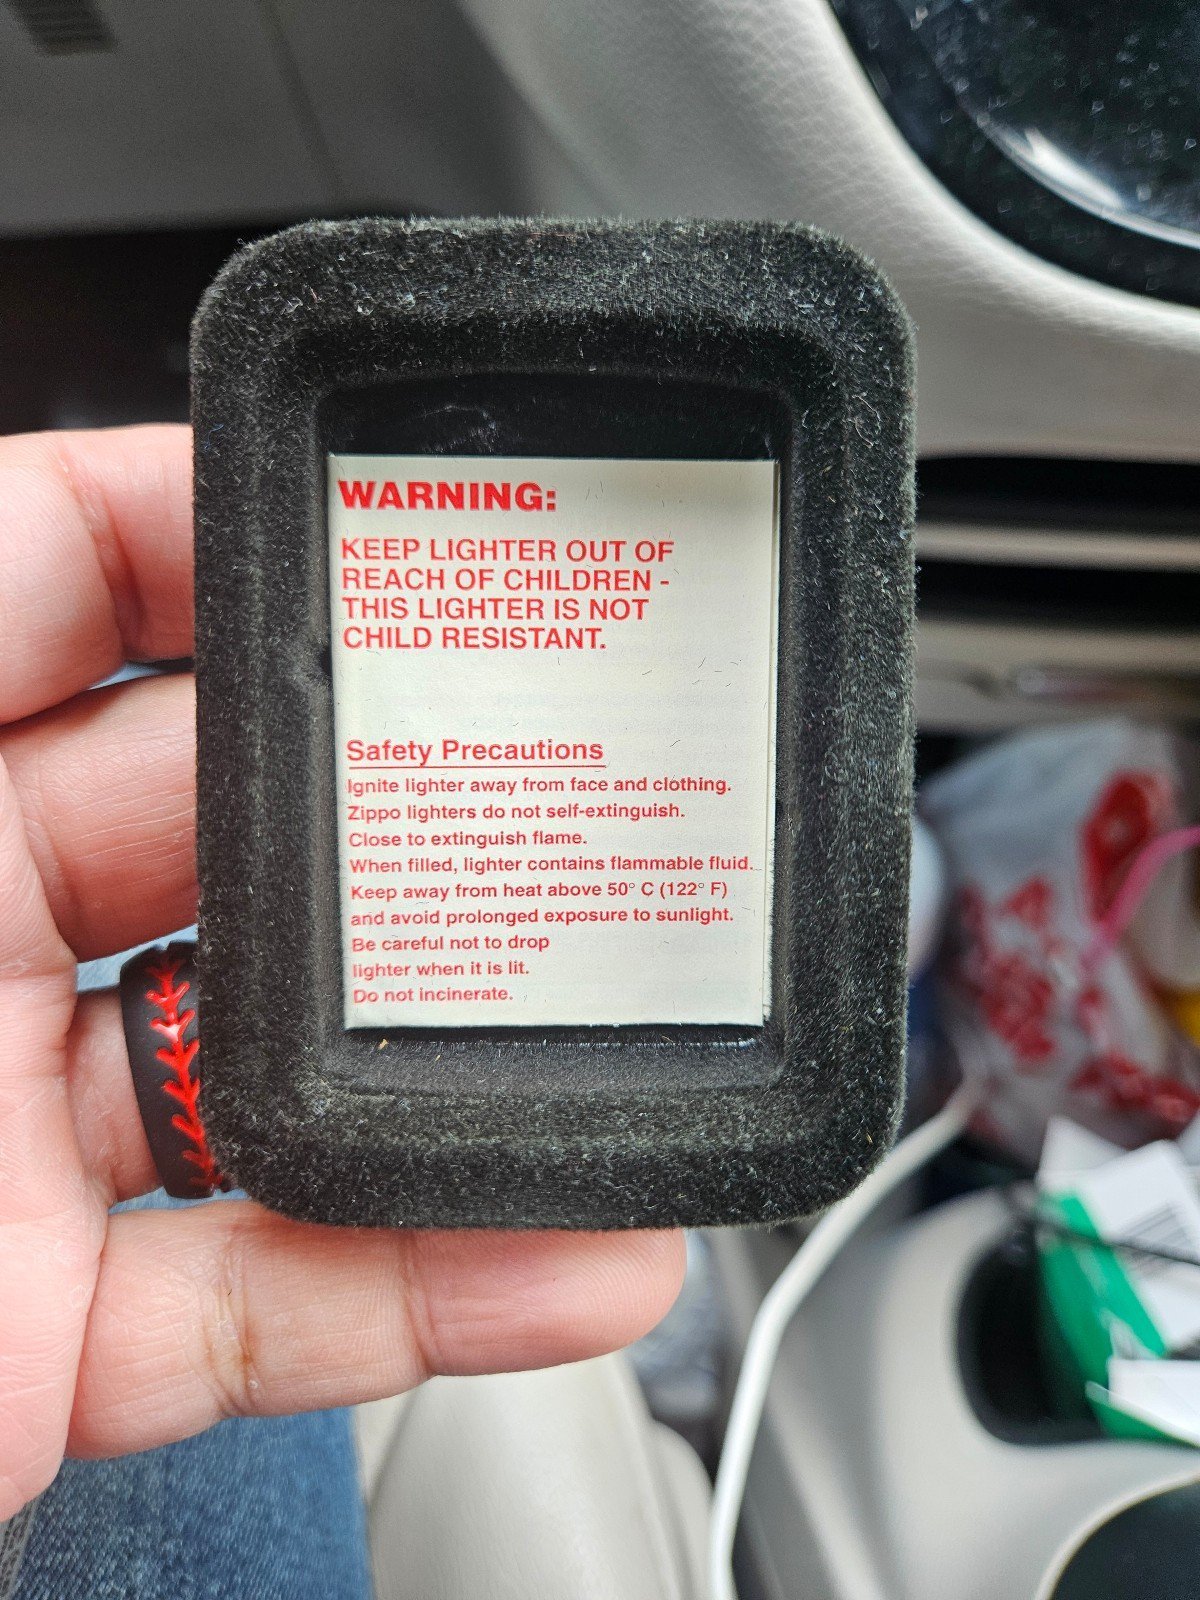 WARNING:
KEEP LIGHTER OUT OF
REACH OF CHILDREN -
THIS LIGHTER IS NOT
CHILD RESISTANT.
Safety Precautions
Ignite lighter away from face and clothing.
Zippo lighters do not self-extinguish.
Close to extinguish flame.
When filled, lighter contains flammable fluid.
Keep away from heat above 50° C (122° F)
and avoid prolonged exposure to sunlight.
Be careful not to drop
lighter when it is lit.
Do not incinerate.